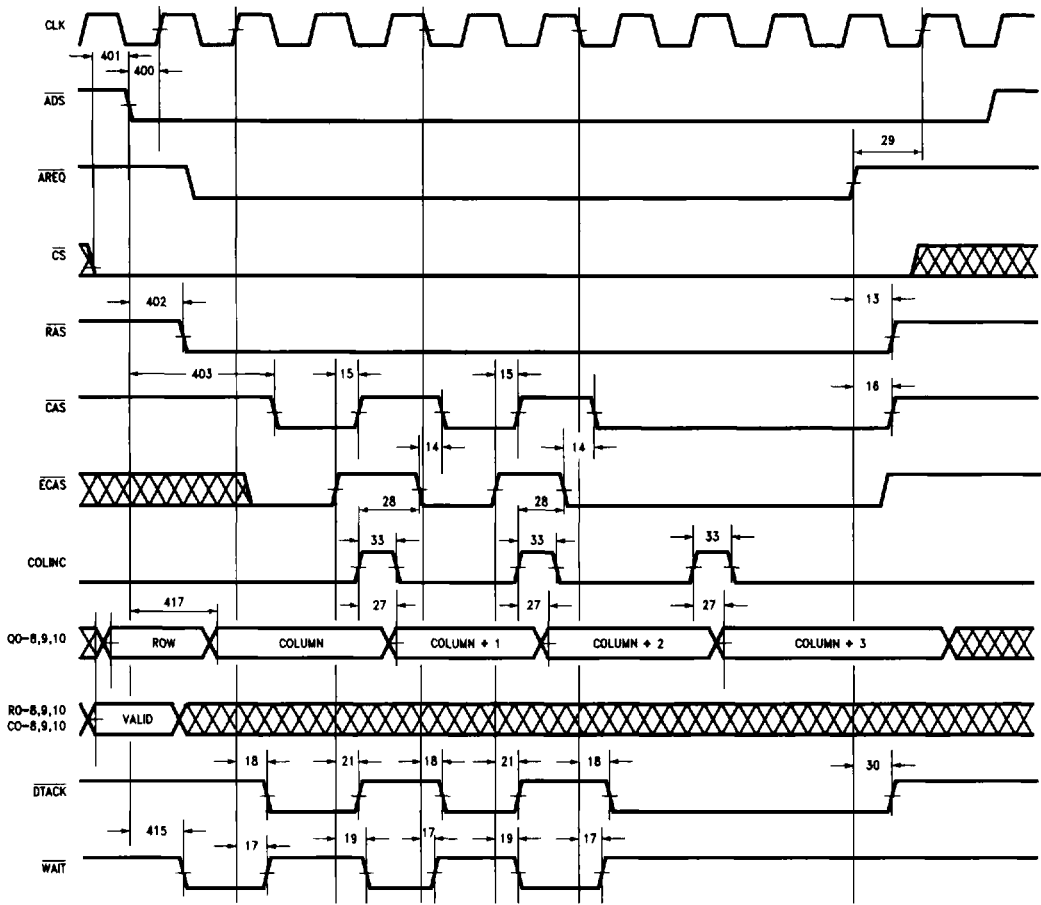 CLK
401
400
ADS
29
AREQ
CS
402
13
RAS
403
15
15
16
CAS
14
14
ECAS
28
28
33
33
33
COLINC
417
27
27
27
Q0-8,9,10
ROW
COLUMN
COLUMN + 1
COLUMN + 2
COLUMN + 3
R0-8,9,10
C0-8,9,10
VALID
18
21
18
21
18
30
DTACK
415
17
19
17
19
17
WAIT